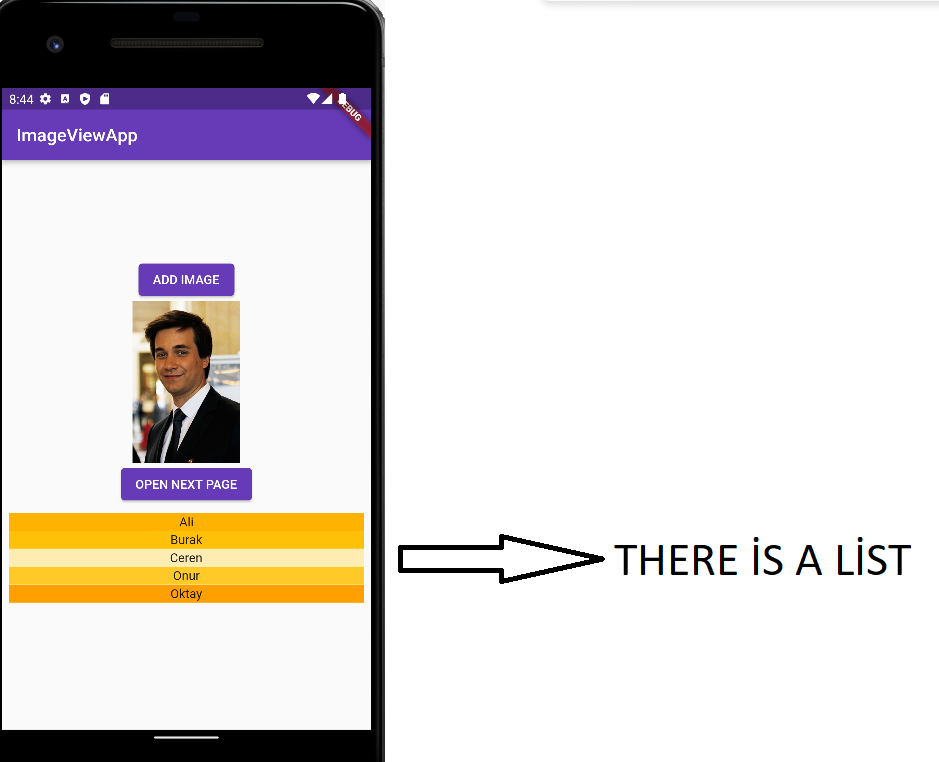 8:44
DEBUG
ImageViewApp
ADD IMAGE
OPEN NEXT PAGE
Ali
Burak
Ceren
Onur
Oktay
THERE İS A LİST